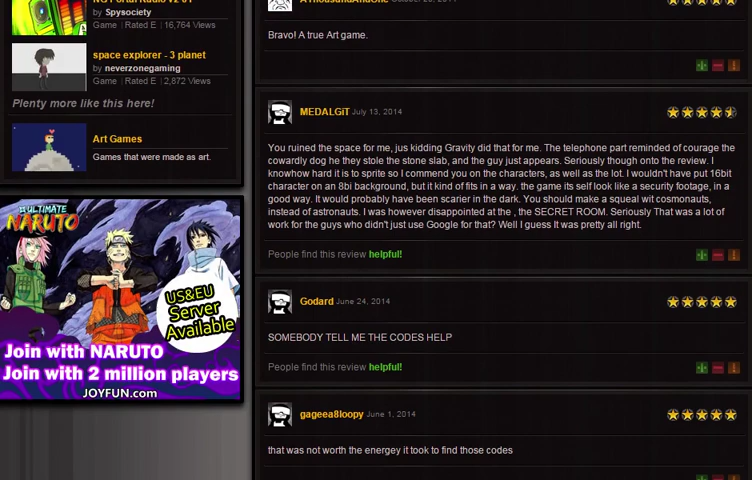 NG Portal Radio V2 01
by Spysociety
Game | Rated E | 16,764 Views
space explorer - 3 planet
by neverzonegaming
Game | Rated E | 2,872 Views
Plenty more like this here!
Art Games
Games that were made as art.
ULTIMATE
NARUTO
US&EU
Server
Available
Join with NARUTO
Join with 2 million players
JOYFUN.com
Bravo! A true Art game.
MEDALGiT July 13, 2014
You ruined the space for me, jus kidding Gravity did that for me. The telephone part reminded of courage the
cowardly dog he they stole the stone slab, and the guy just appears. Seriously though onto the review. I
knowhow hard it is to sprite so I commend you on the characters, as well as the lot. I wouldn't have put 16bit
character on an 8bi background, but it kind of fits in a way. the game its self look like a security footage, in a
good way. It would probably have been scarier in the dark. You should make a squeal wit cosmonauts,
instead of astronauts. I was however disappointed at the , the SECRET ROOM. Seriously That was a lot of
work for the guys who didn't just use Google for that? Well I guess It was pretty all right.
People find this review helpful!
Godard June 24, 2014
SOMEBODY TELL ME THE CODES HELP
People find this review helpful!
gageea8loopy June 1, 2014
that was not worth the energey it took to find those codes